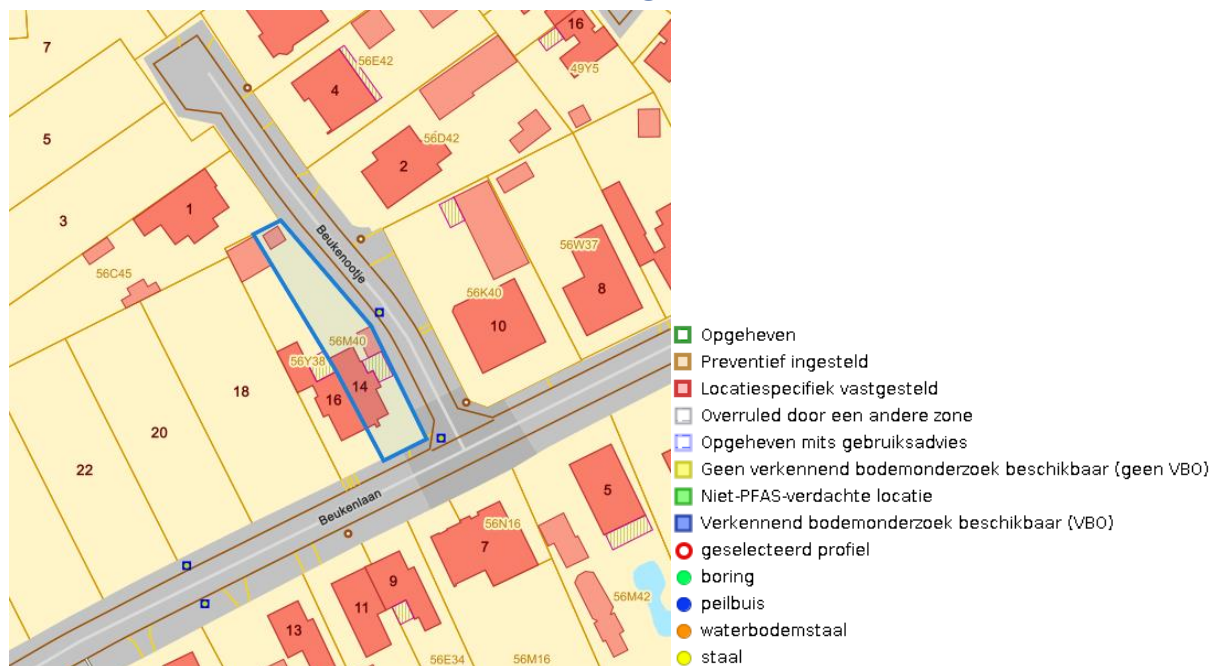 7
16
56E42
49Y5
4
5
56D42
2
1
3
Beukenootje
56W37
56C45
8
56K40
10
56M40
56Y38
18
14
16
20
22
5
Beukenlaan
56N16
7
9
56M42
11
13
56E34
56M16
Opgeheven
Preventief ingesteld
Locatiespecifiek vastgesteld
Overruled door een andere zone
Opgeheven mits gebruiksadvies
Geen verkennend bodemonderzoek beschikbaar (geen VBO)
Niet-PFAS-verdachte locatie
Verkennend bodemonderzoek beschikbaar (VBO)
geselecteerd profiel
boring
peilbuis
waterbodemstaal
staal